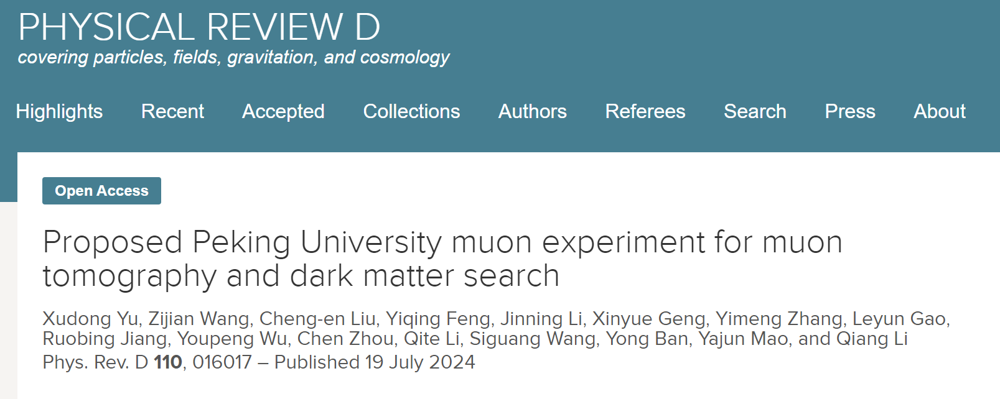 PHYSICAL REVIEW D
covering particles, fields, gravitation, and cosmology
Highlights Recent Accepted Collections Authors Referees Search Press About
Open Access
Proposed Peking University muon experiment for muon
tomography and dark matter search
Xudong Yu, Zijian Wang, Cheng-en Liu, Yiqing Feng, Jinning Li, Xinyue Geng, Yimeng Zhang, Leyun Gao,
Ruobing Jiang, Youpeng Wu, Chen Zhou, Qite Li, Siguang Wang, Yong Ban, Yajun Mao, and Qiang Li
Phys. Rev. D 110, 016017 – Published 19 July 2024